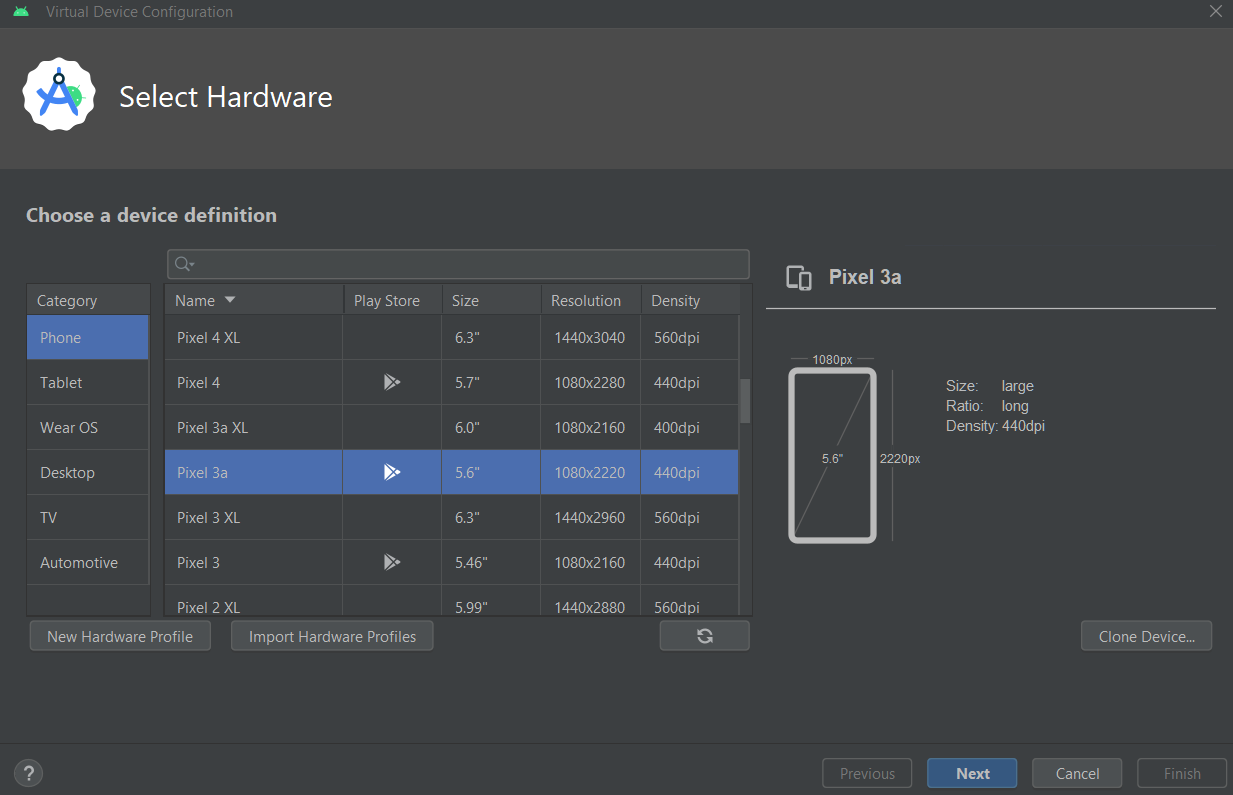 Virtual Device Configuration
Select Hardware
Choose a device definition
Category
Phone
Tablet
Wear OS
Desktop
TV
Automotive
Name Play Store Size Resolution Density
Pixel 4 XL 6.3" 1440x3040 560dpi
Pixel 4 5.7" 1080x2280 440dpi
Pixel 3a XL 6.0" 1080x2160 400dpi
Pixel 3a 5.6" 1080x2220 440dpi
Pixel 3 XL 6.3" 1440x2960 560dpi
Pixel 3 5.46" 1080x2160 440dpi
Pixel 2 XL 5.99" 1440x2880 560dpi
New Hardware Profile Import Hardware Profiles
Pixel 3a
1080px
5.6"
2220px
Size: large
Ratio: long
Density: 440dpi
Clone Device...
? Previous Next Cancel Finish